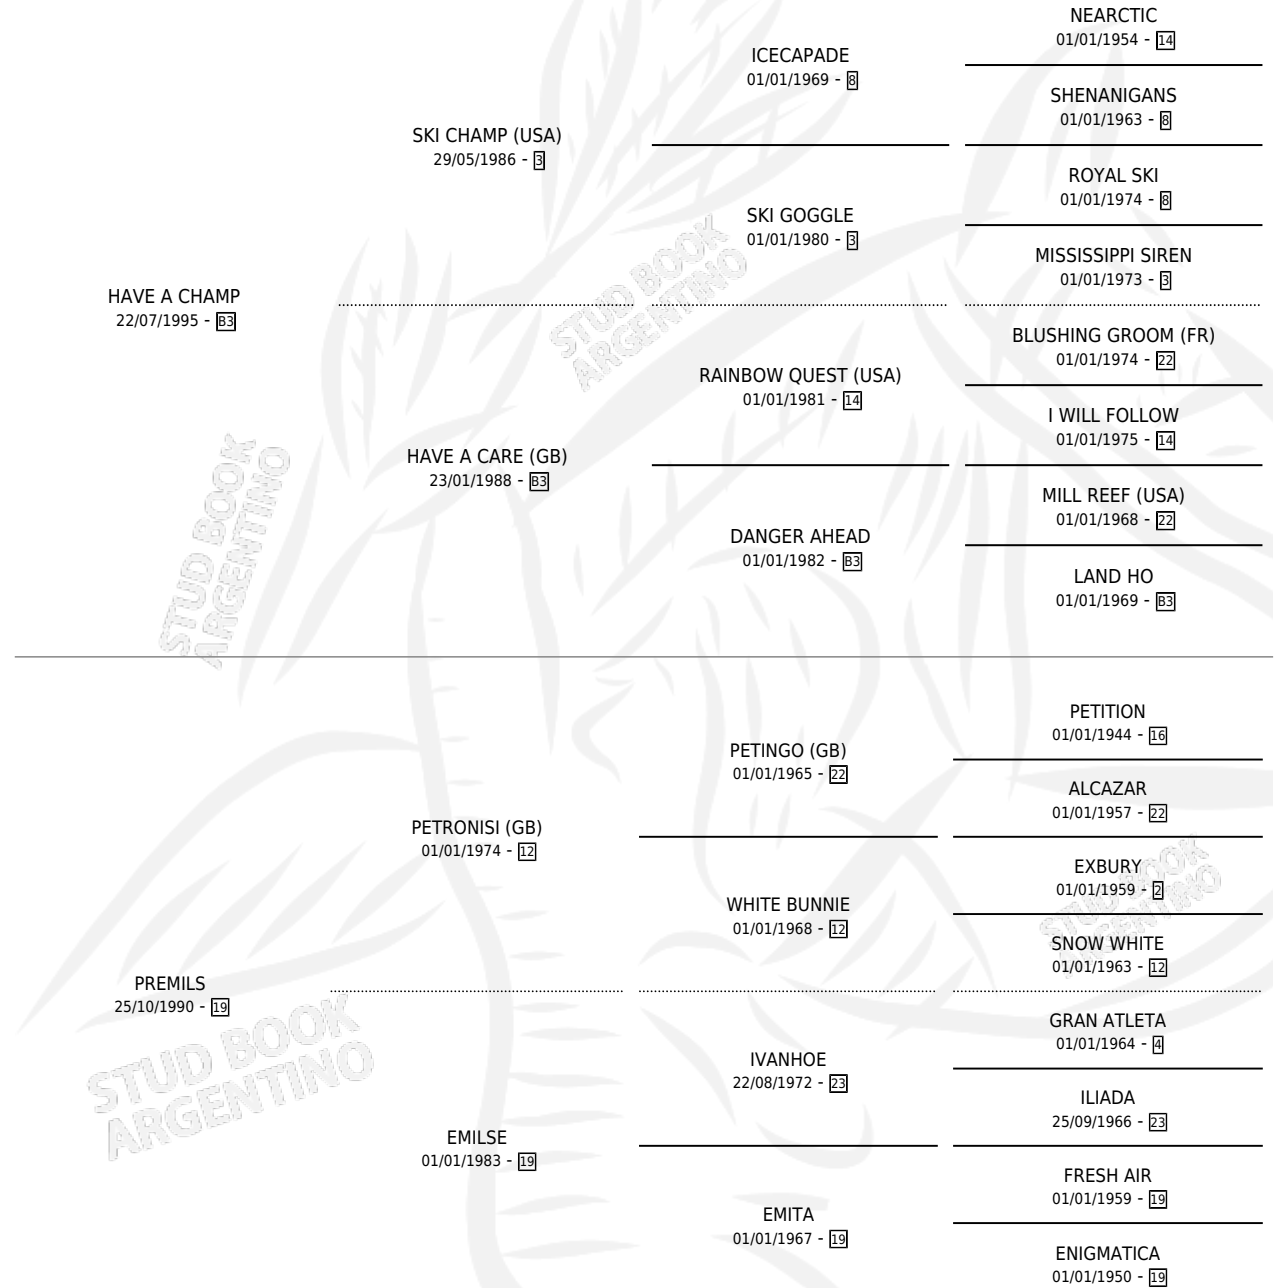 NEARCTIC
01/01/1954 - 14
ICECAPADE
01/01/1969 - 8
SHENANIGANS
01/01/1963 - 8
SKI CHAMP (USA)
29/05/1986 - 3
ROYAL SKI
01/01/1974 - 8
SKI GOGGLE
01/01/1980 - 3
MISSISSIPPI SIREN
01/01/1973 - 3
HAVE A CHAMP
22/07/1995 - B3
BLUSHING GROOM (FR)
01/01/1974 - 22
RAINBOW QUEST (USA)
01/01/1981 - 14
I WILL FOLLOW
01/01/1975 - 14
HAVE A CARE (GB)
23/01/1988 - B3
MILL REEF (USA)
01/01/1968 - 22
DANGER AHEAD
01/01/1982 - B3
LAND HO
01/01/1969 - B3
PETITION
01/01/1944 - 16
PETINGO (GB)
01/01/1965 - 22
ALCAZAR
01/01/1957 - 22
PETRONISI (GB)
01/01/1974 - 12
EXBURY
01/01/1959 - 2
WHITE BUNNIE
01/01/1968 - 12
SNOW WHITE
01/01/1963 - 12
PREMILS
25/10/1990 - 19
GRAN ATLETA
01/01/1964 - 4
IVANHOE
22/08/1972 - 23
ILIADA
25/09/1966 - 23
EMILSE
01/01/1983 - 19
FRESH AIR
01/01/1959 - 19
EMITA
01/01/1967 - 19
ENIGMATICA
01/01/1950 - 19
STUD BOOK
ARGENTINO
STUD BOOK
ARGENTINO
STUD BOOK
ARGENTINO
STUD BOOK
ARGENTINO